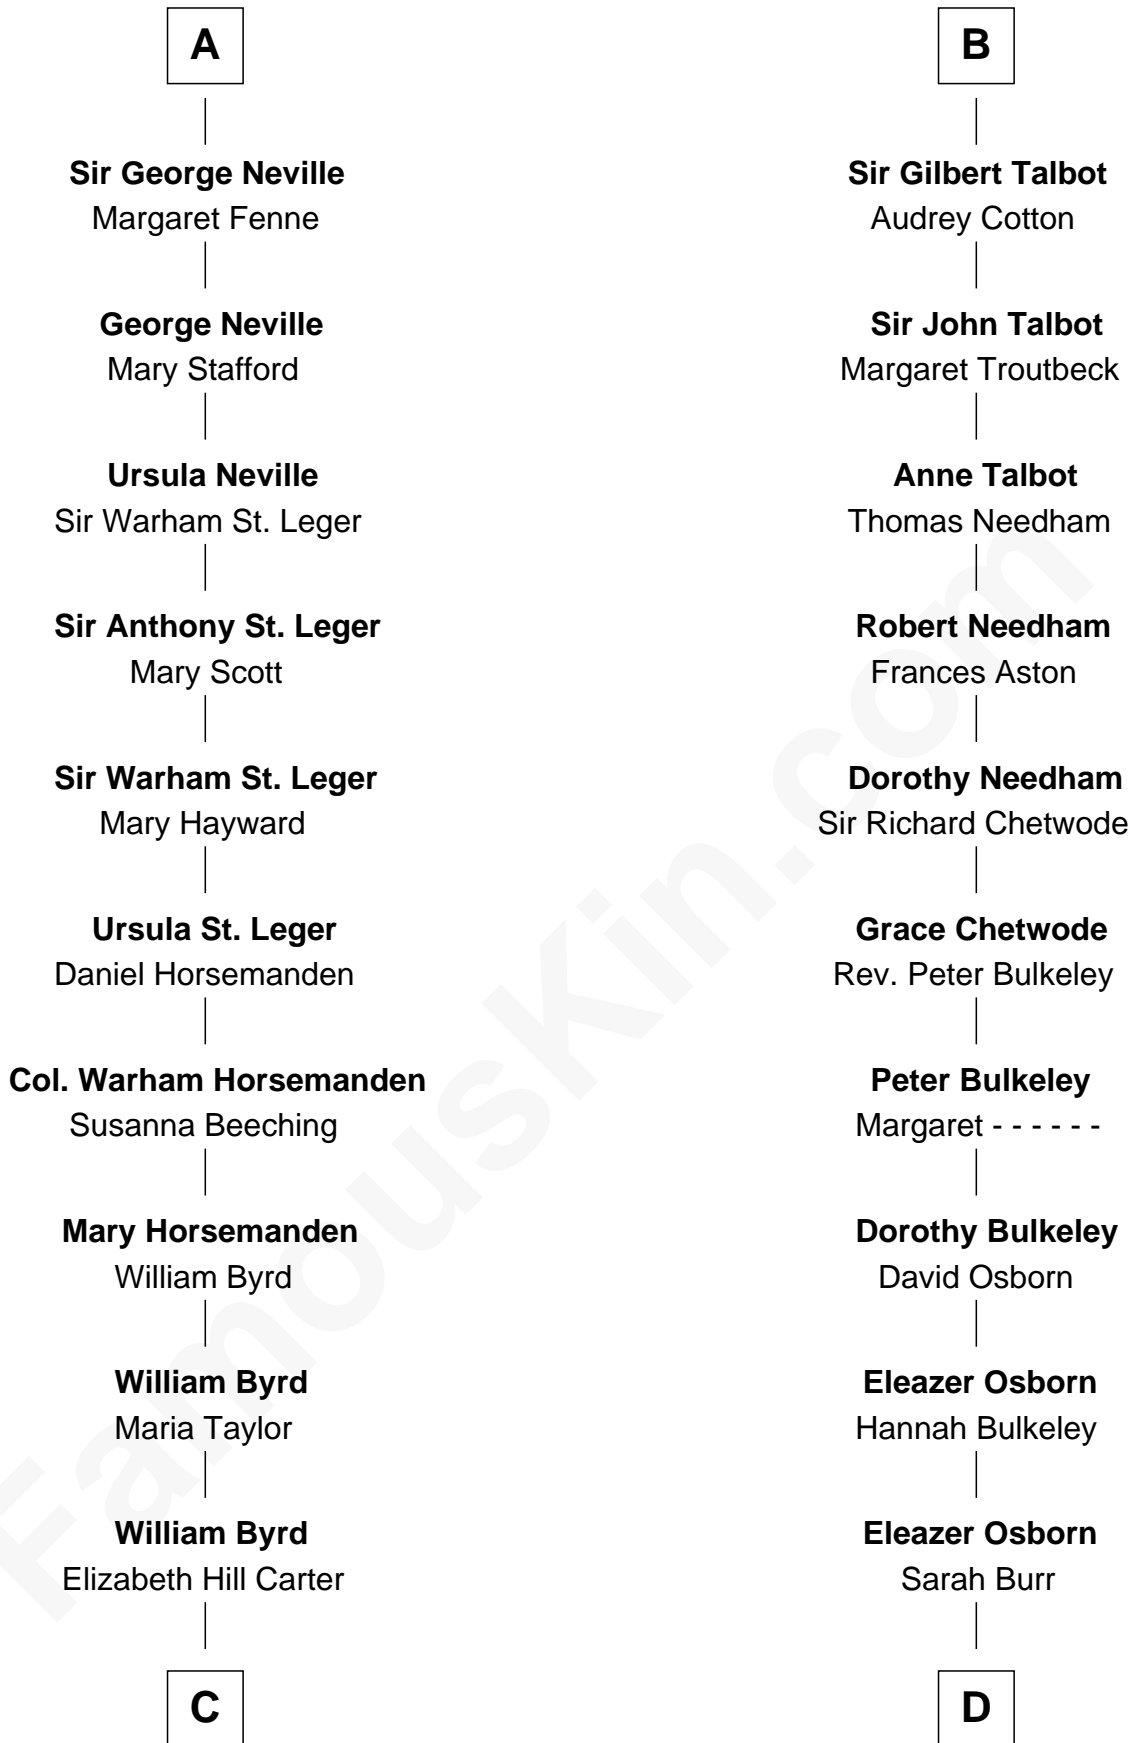 A
Sir George Neville
Margaret Fenne
George Neville
Mary Stafford
Ursula Neville
Sir Warham St. Leger
Sir Anthony St. Leger
Mary Scott
Sir Warham St. Leger
Mary Hayward
Ursula St. Leger
Daniel Horsemanden
Col. Warham Horsemanden
Susanna Beeching
Mary Horsemanden
William Byrd
William Byrd
Maria Taylor
William Byrd
Elizabeth Hill Carter
C
B
Sir Gilbert Talbot
Audrey Cotton
Sir John Talbot
Margaret Troutbeck
Anne Talbot
Thomas Needham
Robert Needham
Frances Aston
Dorothy Needham
Sir Richard Chetwode
Grace Chetwode
Rev. Peter Bulkeley
Peter Bulkeley
Margaret - - - - - -
Dorothy Bulkeley
David Osborn
Eleazer Osborn
Hannah Bulkeley
Eleazer Osborn
Sarah Burr
D
FamousKin.com